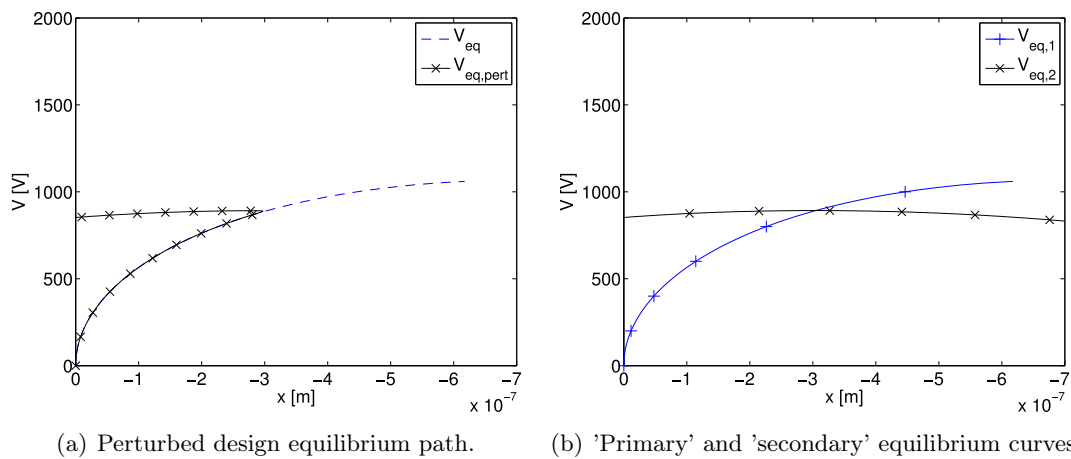 2000
1500
1000
500
0
V [V]
V_eq
V_eq,pert
0 −1 −2 −3 −4 −5 −6 −7
x [m]
x 10^-7
(a) Perturbed design equilibrium path.
2000
1500
1000
500
0
V [V]
V_eq,1
V_eq,2
0 −1 −2 −3 −4 −5 −6 −7
x [m]
x 10^-7
(b) 'Primary' and 'secondary' equilibrium curves